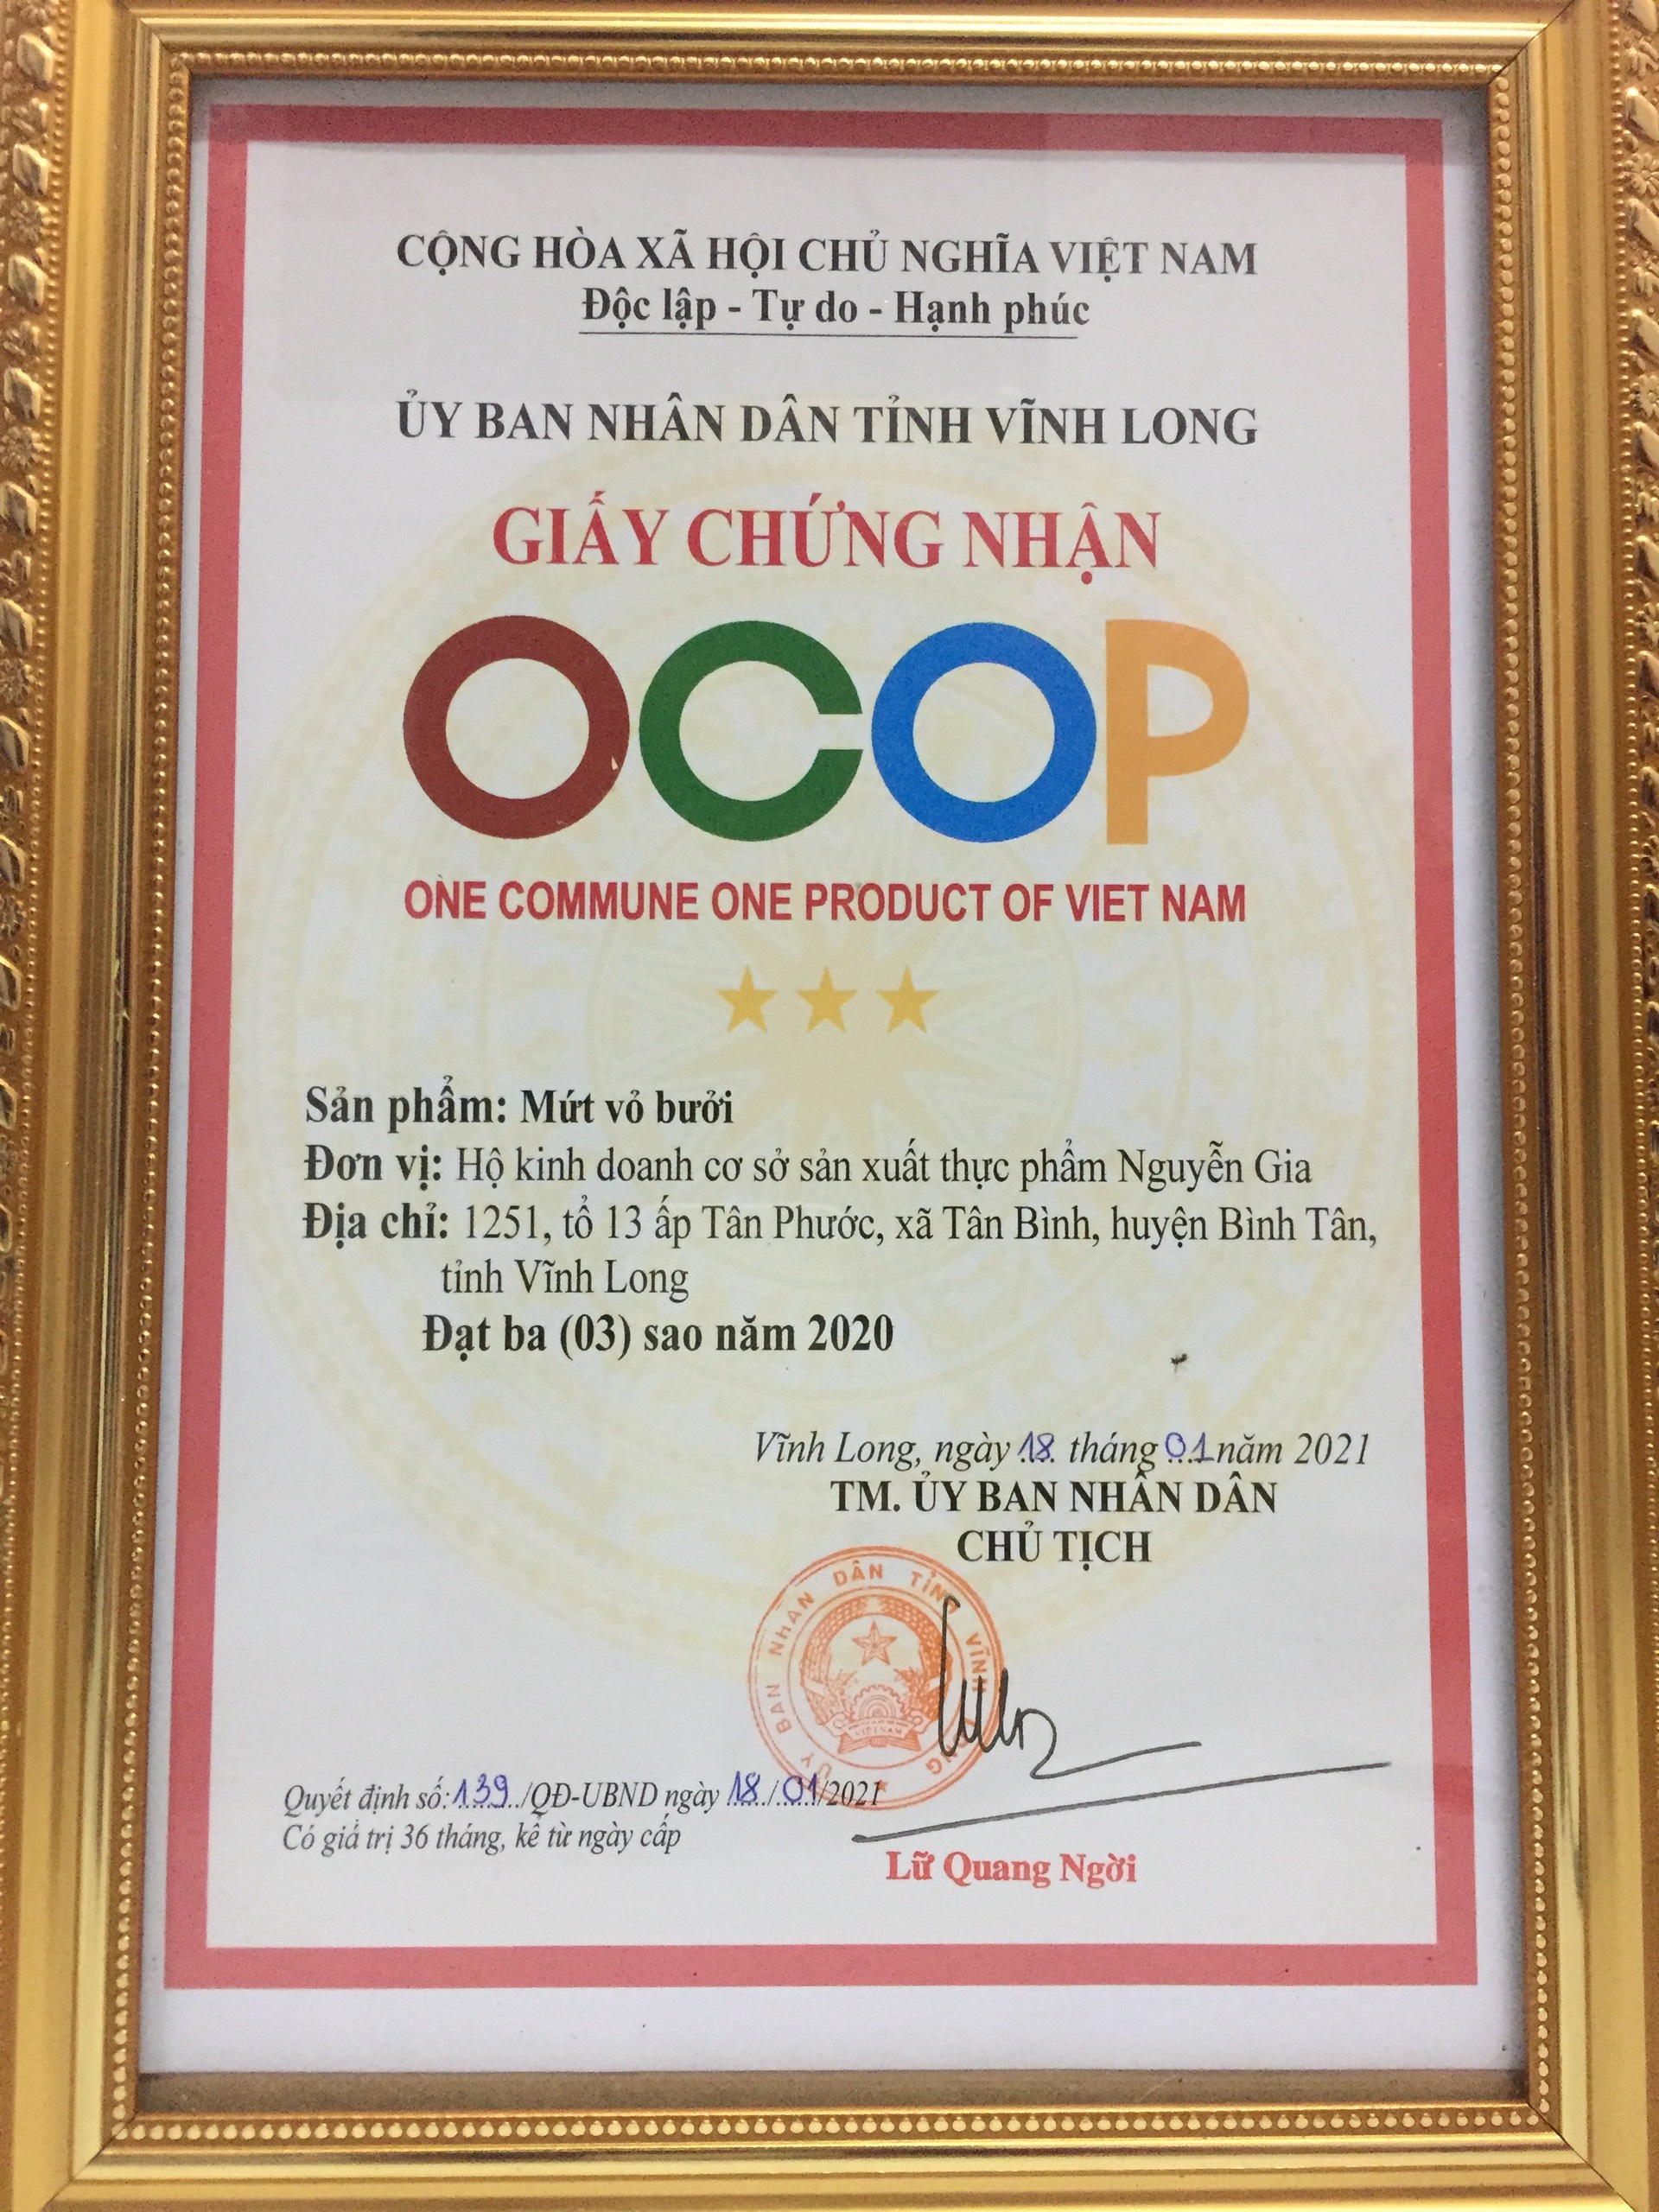 CỘNG HÒA XÃ HỘI CHỦ NGHĨA VIỆT NAM
Độc lập - Tự do - Hạnh phúc
ỦY BAN NHÂN DÂN TỈNH VĨNH LONG
GIẤY CHỨNG NHẬN
OCOP
ONE COMMUNE ONE PRODUCT OF VIET NAM
Sản phẩm: Mứt vỏ bưởi
Đơn vị: Hộ kinh doanh cơ sở sản xuất thực phẩm Nguyễn Gia
Địa chỉ: 1251, tổ 13 ấp Tân Phước, xã Tân Bình, huyện Bình Tân,
tỉnh Vĩnh Long
Đạt ba (03) sao năm 2020
Vĩnh Long, ngày 18 tháng 01 năm 2021
TM. ỦY BAN NHÂN DÂN
CHỦ TỊCH
ỦY BAN NHÂN DÂN TỈNH VĨNH LONG
VIETNAM
Quyết định số: 139 /QĐ-UBND ngày 18/01/2021
Có giá trị 36 tháng, kể từ ngày cấp
Lữ Quang Ngời